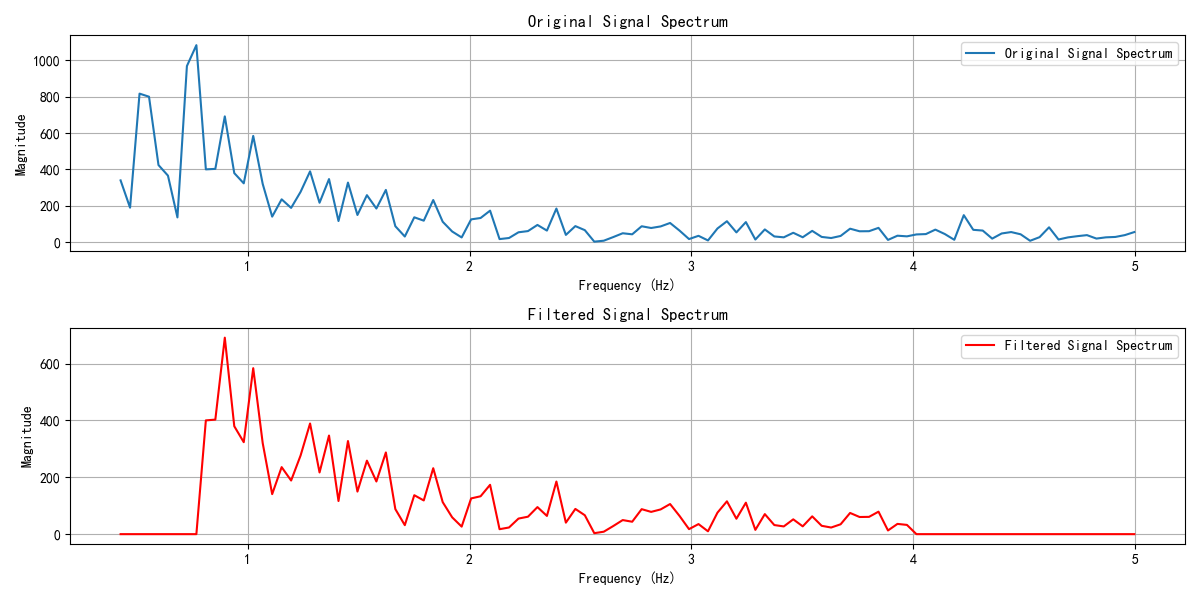 Original Signal Spectrum
Original Signal Spectrum
Magnitude
1000
800
600
400
200
0
1
2
3
4
5
Frequency (Hz)
Filtered Signal Spectrum
Filtered Signal Spectrum
Magnitude
600
400
200
0
1
2
3
4
5
Frequency (Hz)